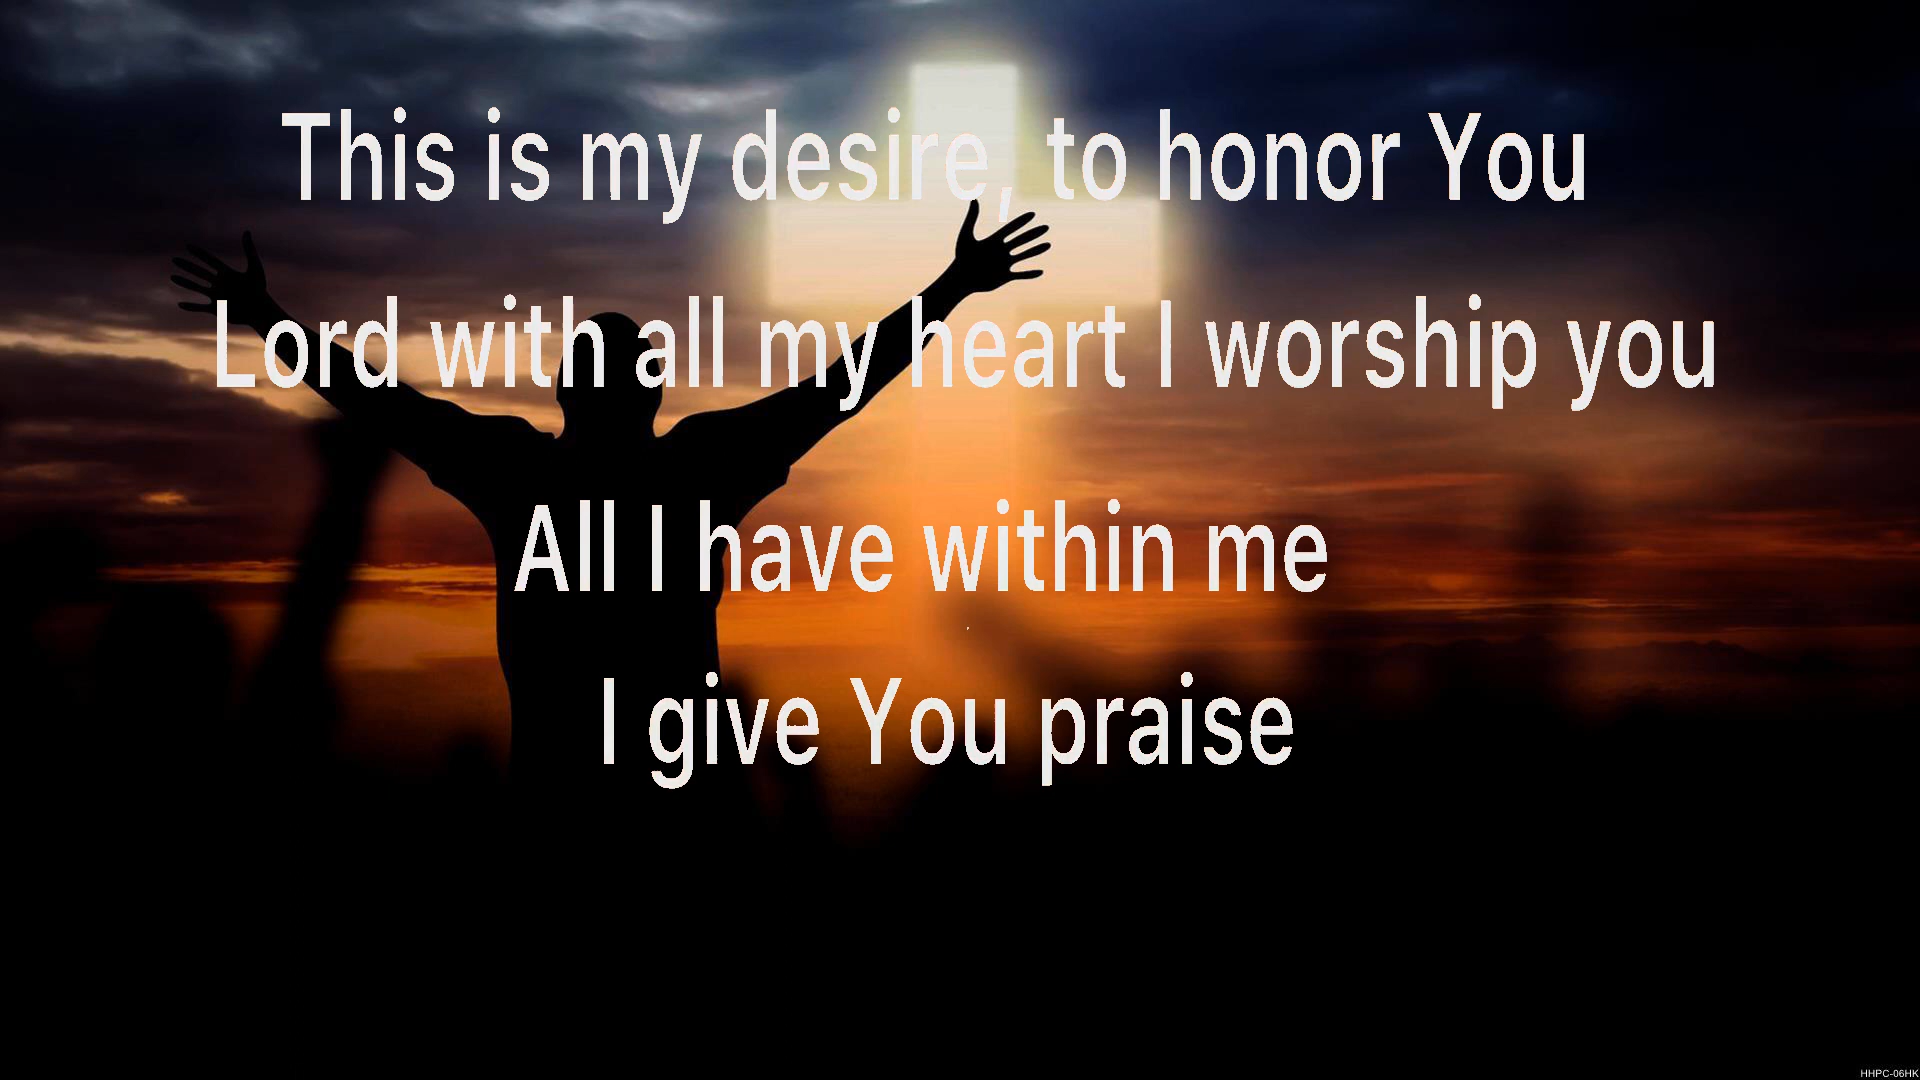 This is my desire, to honor You
Lord with all my heart I worship you
All I have within me
I give You praise
HHPC-06HK